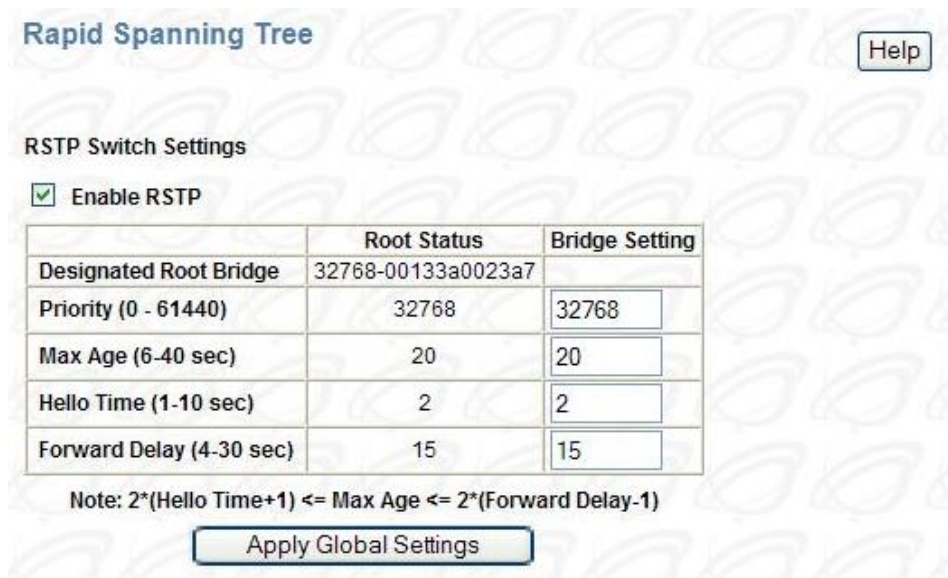 Rapid Spanning Tree
Help
RSTP Switch Settings
Enable RSTP
Root Status Bridge Setting
Designated Root Bridge 32768-00133a0023a7
Priority (0 - 61440) 32768 32768
Max Age (6-40 sec) 20 20
Hello Time (1-10 sec) 2 2
Forward Delay (4-30 sec) 15 15
Note: 2*(Hello Time+1) <= Max Age <= 2*(Forward Delay-1)
Apply Global Settings